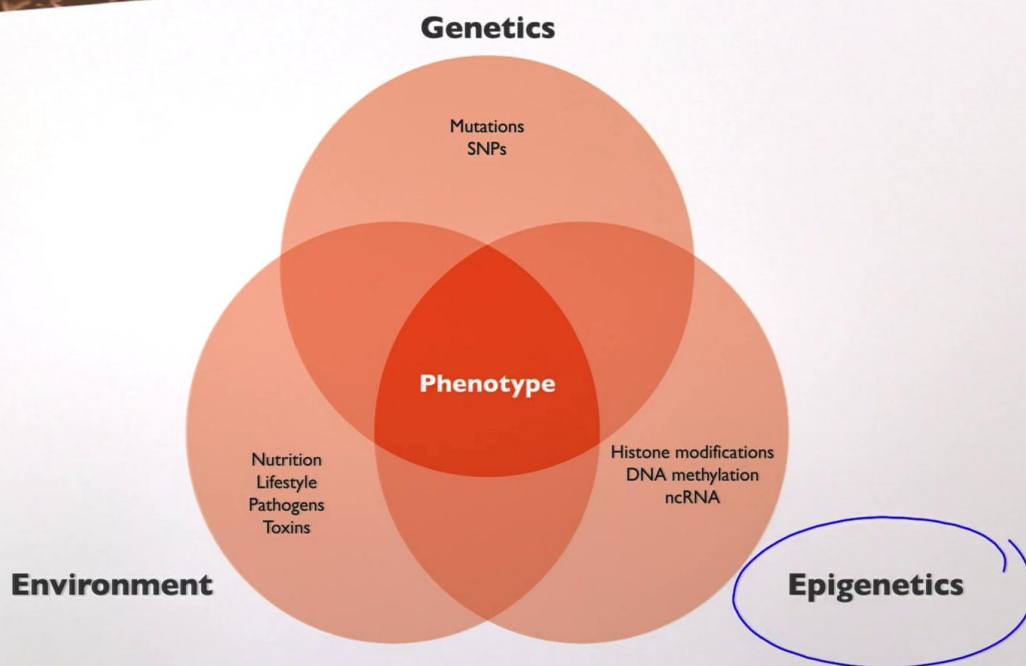 Genetics
Mutations
SNPs
Phenotype
Nutrition
Lifestyle
Pathogens
Toxins
Histone modifications
DNA methylation
ncRNA
Environment
Epigenetics